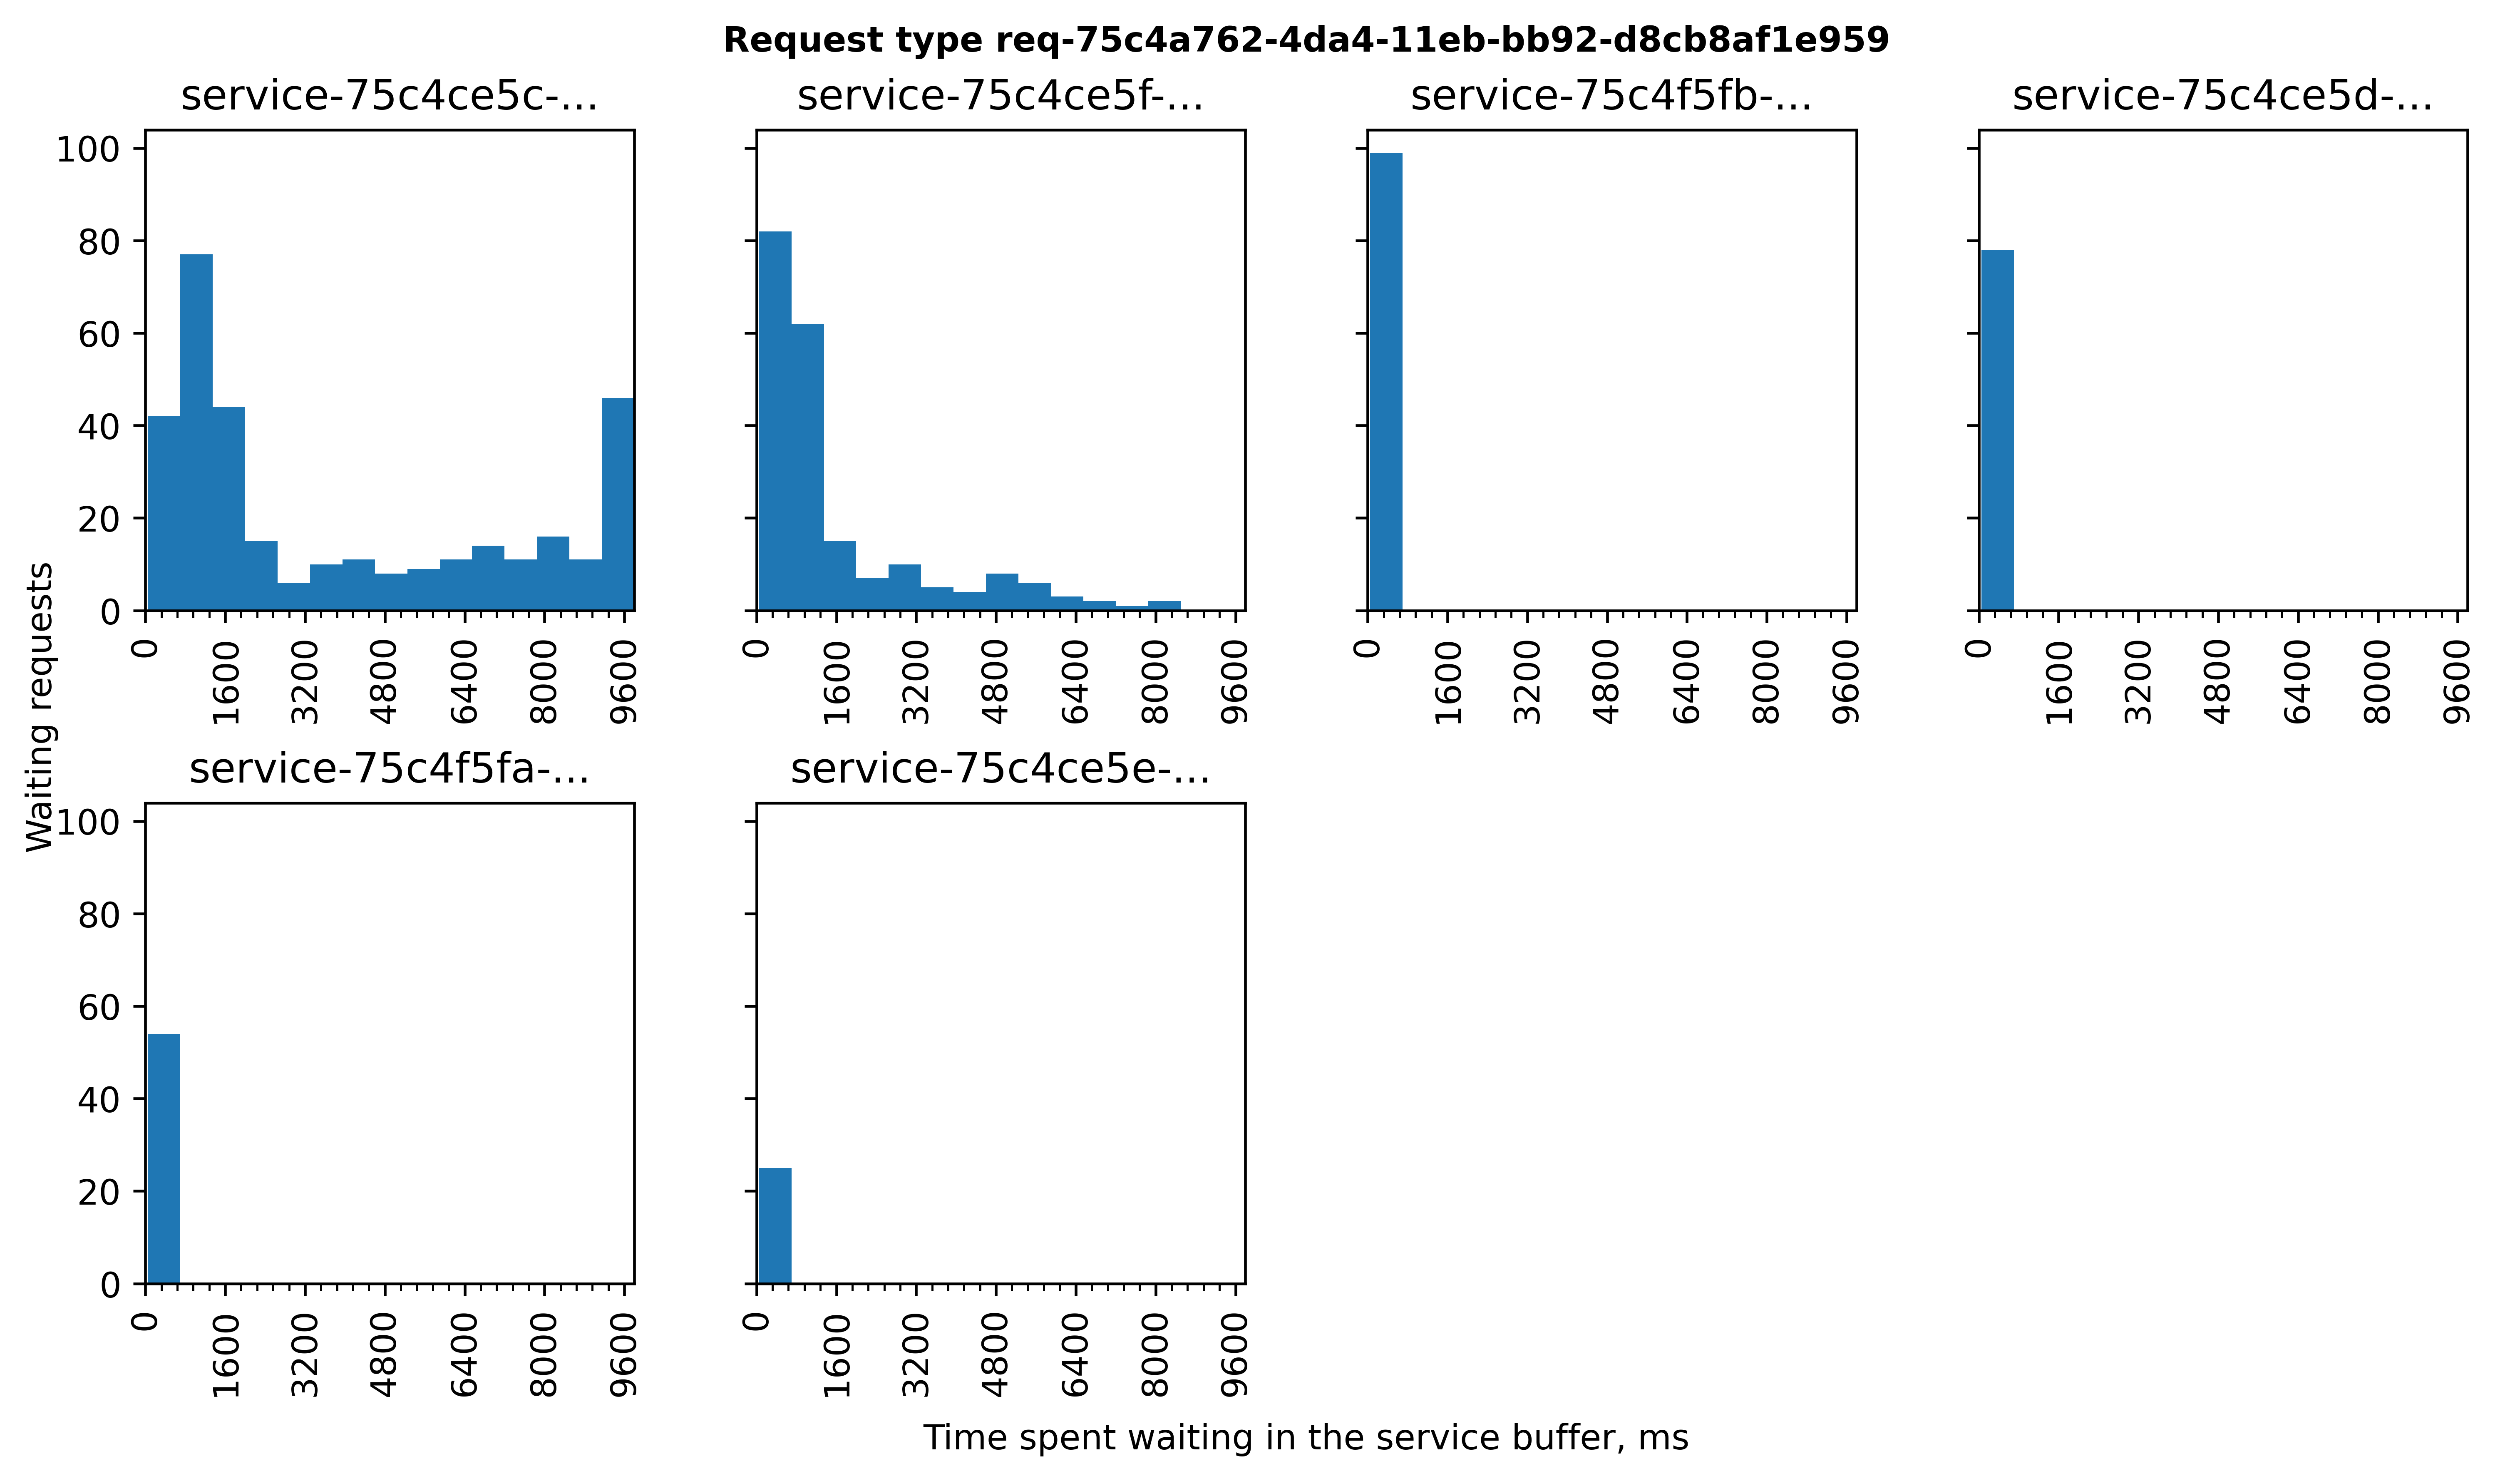 Request type req-75c4a762-4da4-11eb-bb92-d8cb8af1e959
service-75c4ce5c-...
service-75c4ce5f-...
service-75c4f5fb-...
service-75c4ce5d-...
100
80
60
40
20
0
0 1600 3200 4800 6400 8000 9600
0 1600 3200 4800 6400 8000 9600
0 1600 3200 4800 6400 8000 9600
0 1600 3200 4800 6400 8000 9600
Waiting requests
service-75c4f5fa-...
service-75c4ce5e-...
100
80
60
40
20
0
0 1600 3200 4800 6400 8000 9600
0 1600 3200 4800 6400 8000 9600
Time spent waiting in the service buffer, ms